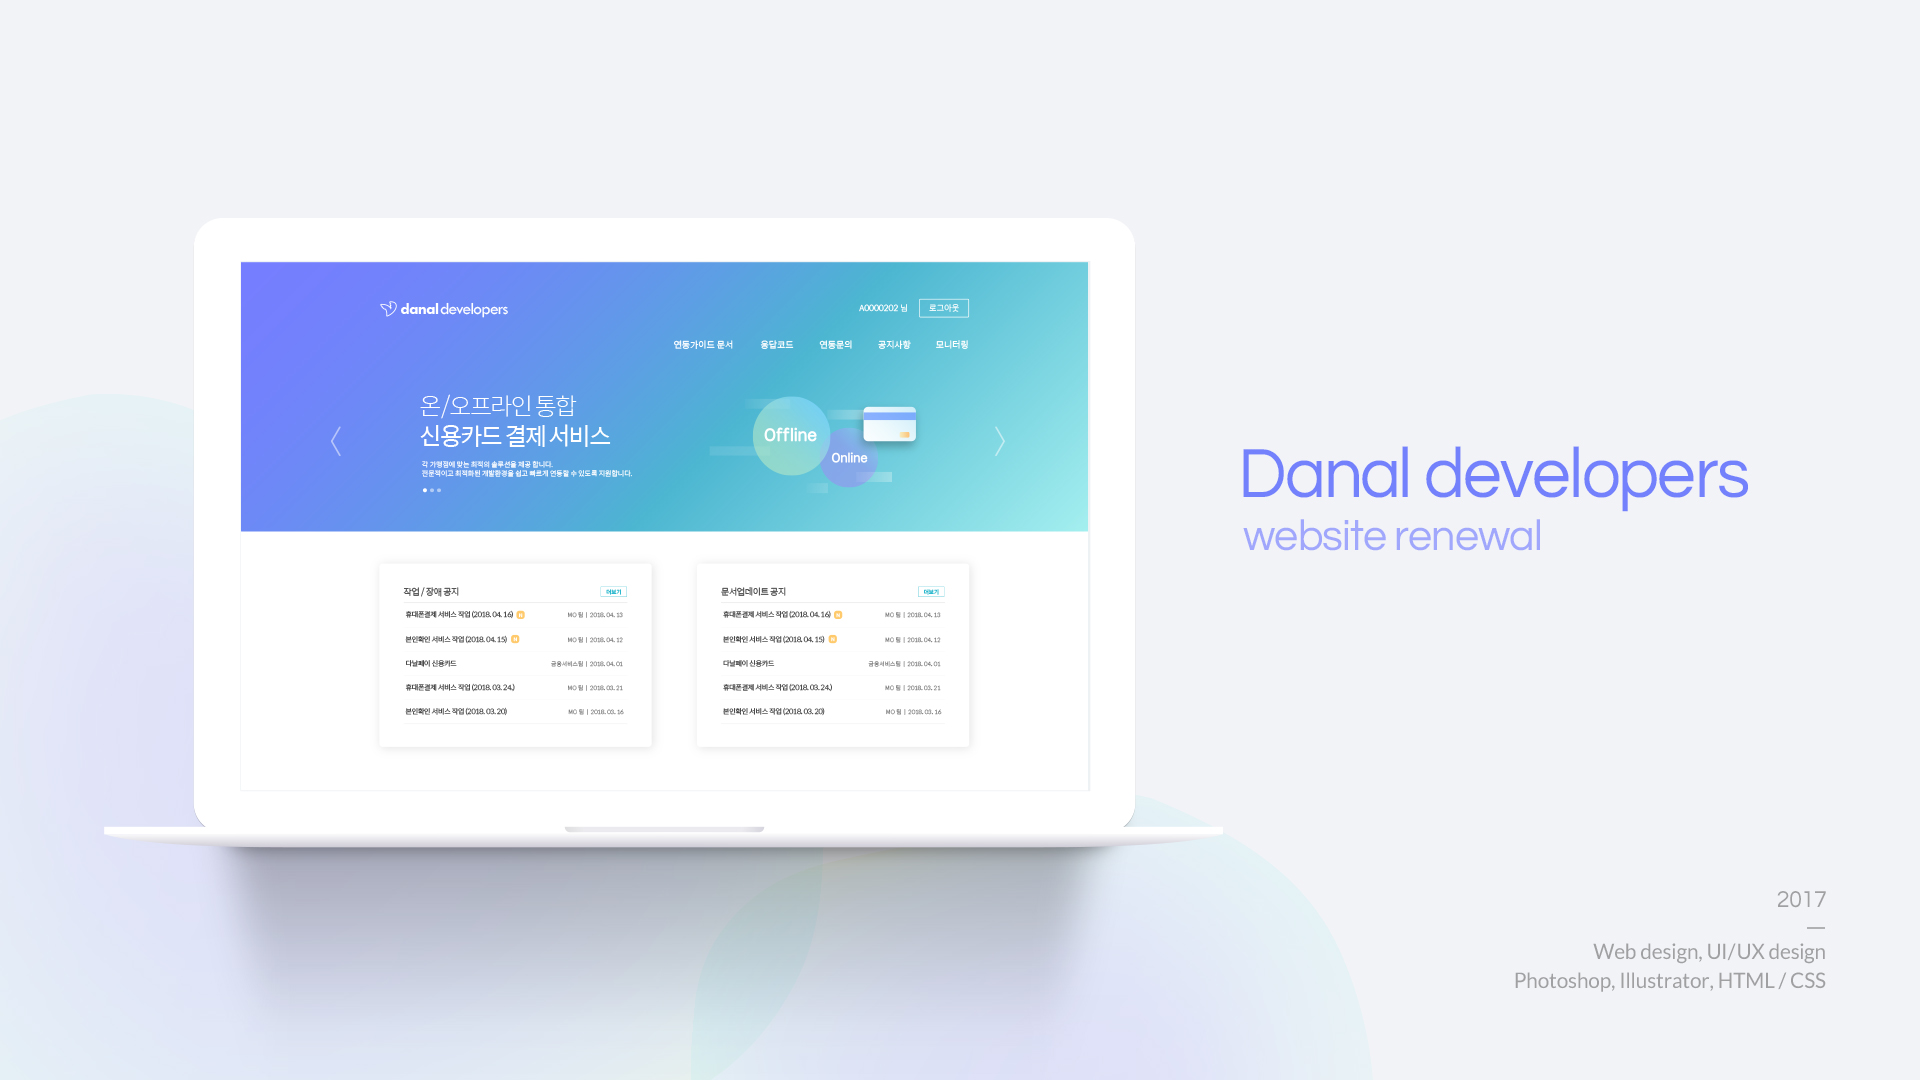 danal developers
A0000202 님
로그아웃
연동가이드 문서 응답코드 연동문의 공지사항 모니터링
온/오프라인 통합
신용카드 결제 서비스
각 가맹점에 맞는 최적의 솔루션을 제공 합니다.
전문적이고 최적화된 개발환경을 쉽고 빠르게 연동할 수 있도록 지원합니다.
Offline
Online
작업 / 장애 공지 더보기
휴대폰결제 서비스 작업 (2018. 04. 16) N MO 팀 | 2018. 04. 13
본인확인 서비스 작업 (2018. 04. 15) N MO 팀 | 2018. 04. 12
다날페이 신용카드 금융서비스팀 | 2018. 04. 01
휴대폰결제 서비스 작업 (2018. 03. 24.) MO 팀 | 2018. 03. 21
본인확인 서비스 작업 (2018. 03. 20) MO 팀 | 2018. 03. 16
문서업데이트 공지 더보기
휴대폰결제 서비스 작업 (2018. 04. 16) N MO 팀 | 2018. 04. 13
본인확인 서비스 작업 (2018. 04. 15) N MO 팀 | 2018. 04. 12
다날페이 신용카드 금융서비스팀 | 2018. 04. 01
휴대폰결제 서비스 작업 (2018. 03. 24.) MO 팀 | 2018. 03. 21
본인확인 서비스 작업 (2018. 03. 20) MO 팀 | 2018. 03. 16
Danal developers
website renewal
2017
Web design, UI/UX design
Photoshop, Illustrator, HTML / CSS